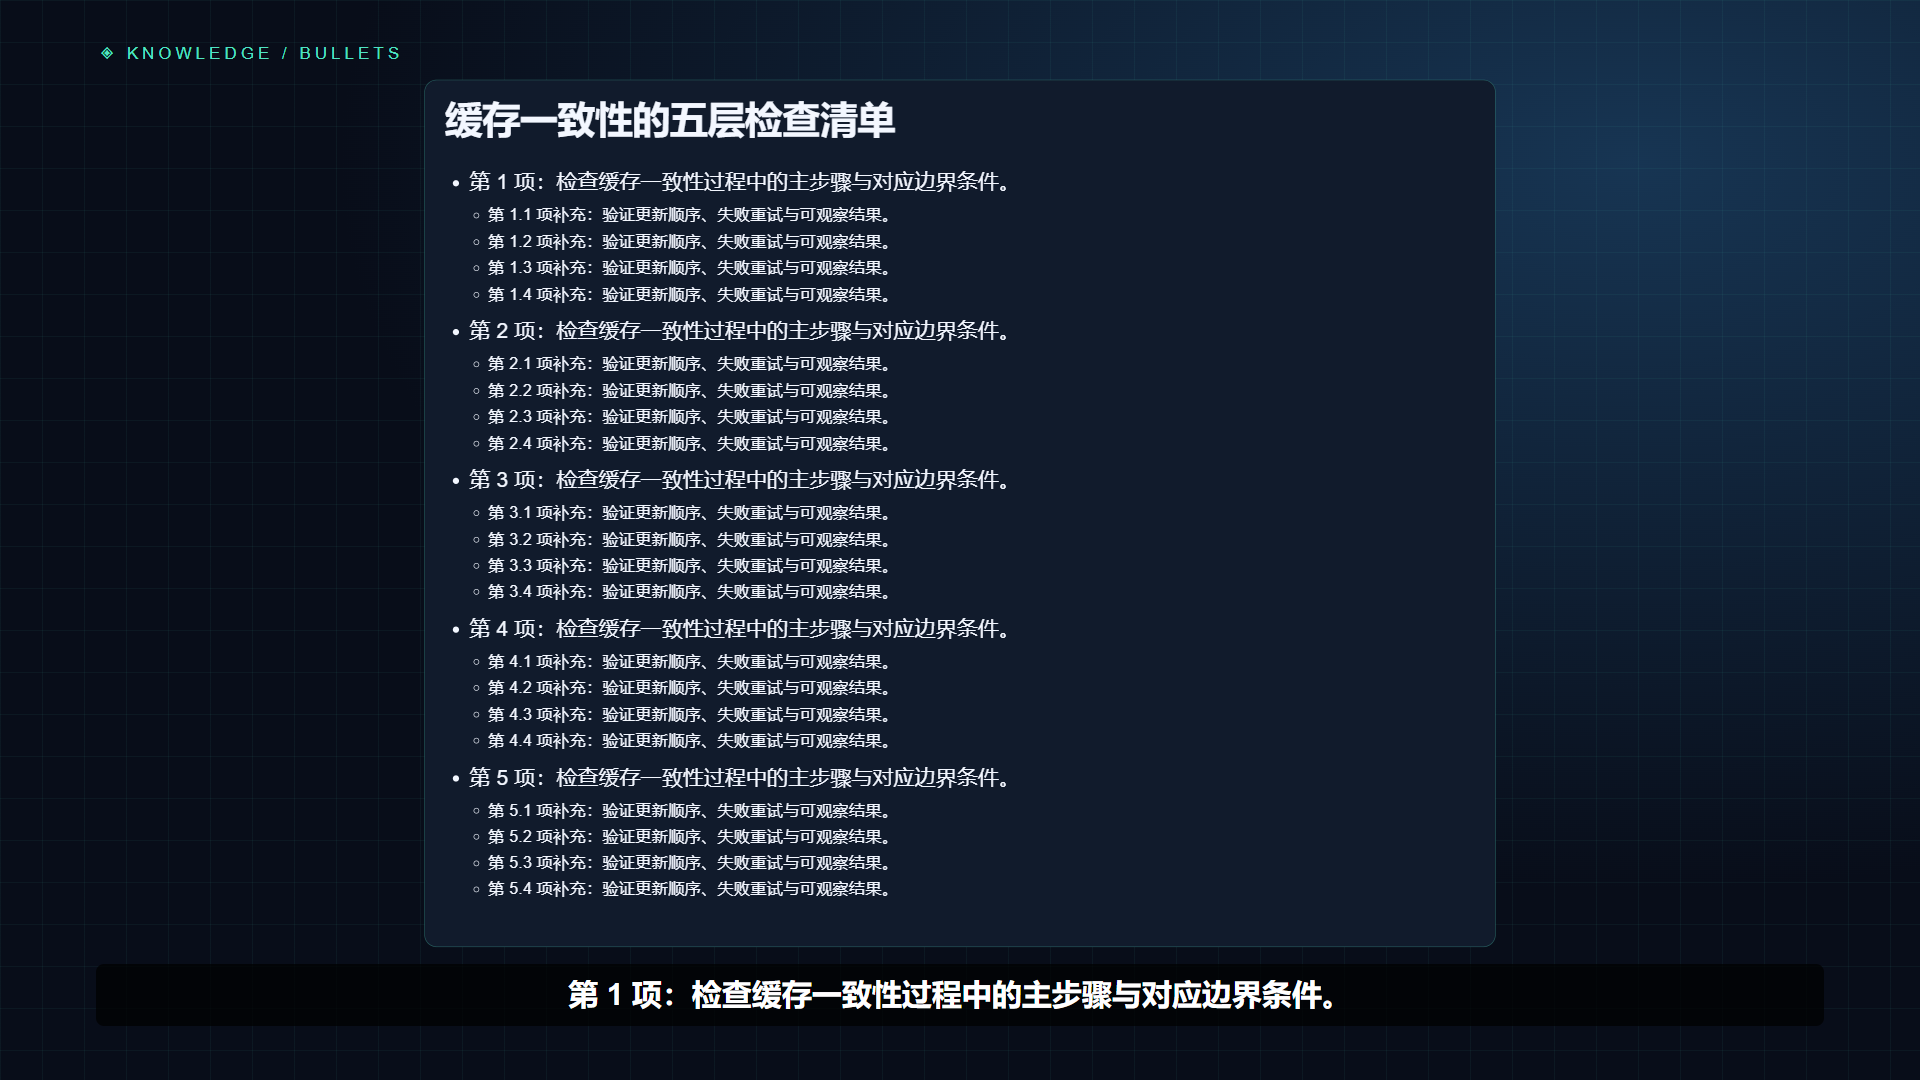 ◈ KNOWLEDGE / BULLETS
缓存一致性的五层检查清单
• 第 1 项：检查缓存一致性过程中的主步骤与对应边界条件。
◦ 第 1.1 项补充：验证更新顺序、失败重试与可观察结果。
◦ 第 1.2 项补充：验证更新顺序、失败重试与可观察结果。
◦ 第 1.3 项补充：验证更新顺序、失败重试与可观察结果。
◦ 第 1.4 项补充：验证更新顺序、失败重试与可观察结果。
• 第 2 项：检查缓存一致性过程中的主步骤与对应边界条件。
◦ 第 2.1 项补充：验证更新顺序、失败重试与可观察结果。
◦ 第 2.2 项补充：验证更新顺序、失败重试与可观察结果。
◦ 第 2.3 项补充：验证更新顺序、失败重试与可观察结果。
◦ 第 2.4 项补充：验证更新顺序、失败重试与可观察结果。
• 第 3 项：检查缓存一致性过程中的主步骤与对应边界条件。
◦ 第 3.1 项补充：验证更新顺序、失败重试与可观察结果。
◦ 第 3.2 项补充：验证更新顺序、失败重试与可观察结果。
◦ 第 3.3 项补充：验证更新顺序、失败重试与可观察结果。
◦ 第 3.4 项补充：验证更新顺序、失败重试与可观察结果。
• 第 4 项：检查缓存一致性过程中的主步骤与对应边界条件。
◦ 第 4.1 项补充：验证更新顺序、失败重试与可观察结果。
◦ 第 4.2 项补充：验证更新顺序、失败重试与可观察结果。
◦ 第 4.3 项补充：验证更新顺序、失败重试与可观察结果。
◦ 第 4.4 项补充：验证更新顺序、失败重试与可观察结果。
• 第 5 项：检查缓存一致性过程中的主步骤与对应边界条件。
◦ 第 5.1 项补充：验证更新顺序、失败重试与可观察结果。
◦ 第 5.2 项补充：验证更新顺序、失败重试与可观察结果。
◦ 第 5.3 项补充：验证更新顺序、失败重试与可观察结果。
◦ 第 5.4 项补充：验证更新顺序、失败重试与可观察结果。
第 1 项：检查缓存一致性过程中的主步骤与对应边界条件。